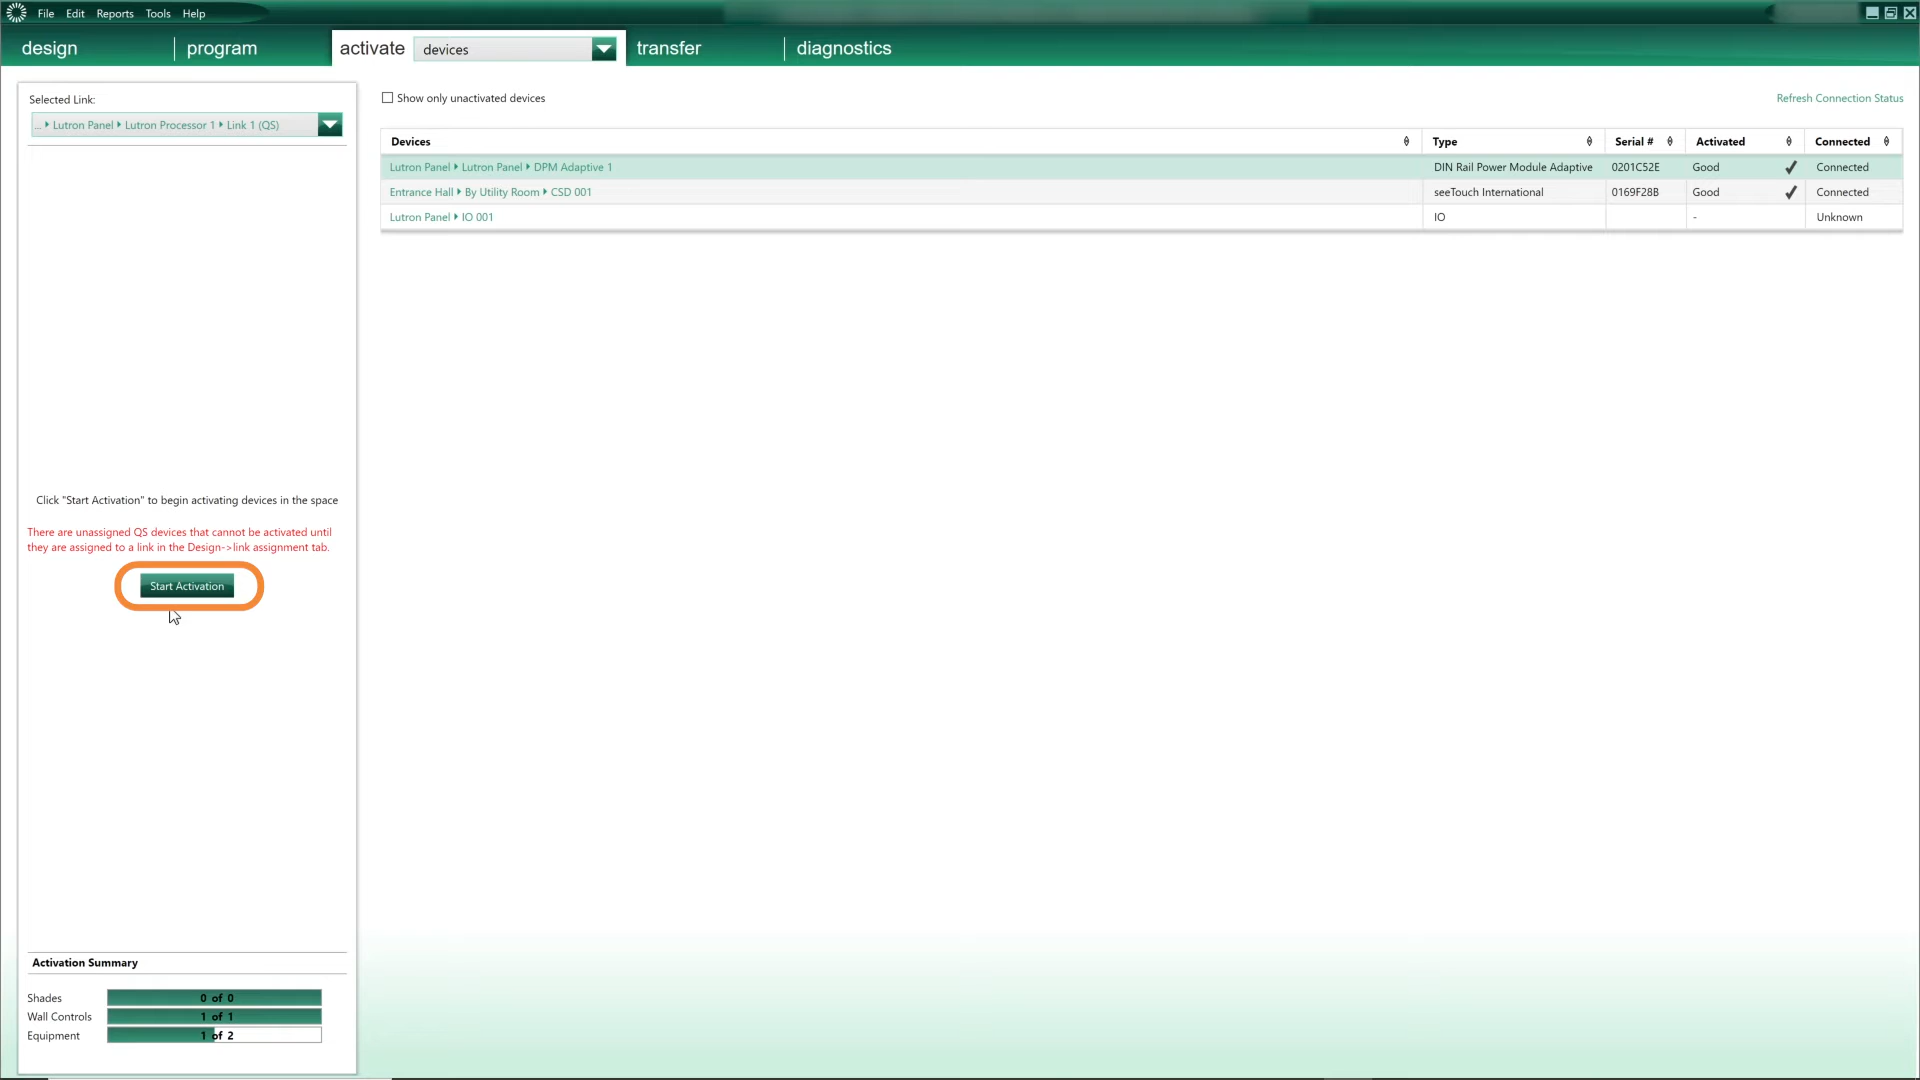 File Edit Reports Tools Help
design program activate devices transfer diagnostics
Selected Link:
... Lutron Panel Lutron Processor 1 Link 1 (QS)
Show only unactivated devices
Refresh Connection Status
Devices Type Serial # Activated Connected
Lutron Panel Lutron Panel DPM Adaptive 1 DIN Rail Power Module Adaptive 0201C52E Good Connected
Entrance Hall By Utility Room CSD 001 seeTouch International 0169F28B Good Connected
Lutron Panel IO 001 IO - Unknown
Click "Start Activation" to begin activating devices in the space
There are unassigned QS devices that cannot be activated until
they are assigned to a link in the Design->link assignment tab.
Start Activation
Activation Summary
Shades 0 of 0
Wall Controls 1 of 1
Equipment 1 of 2